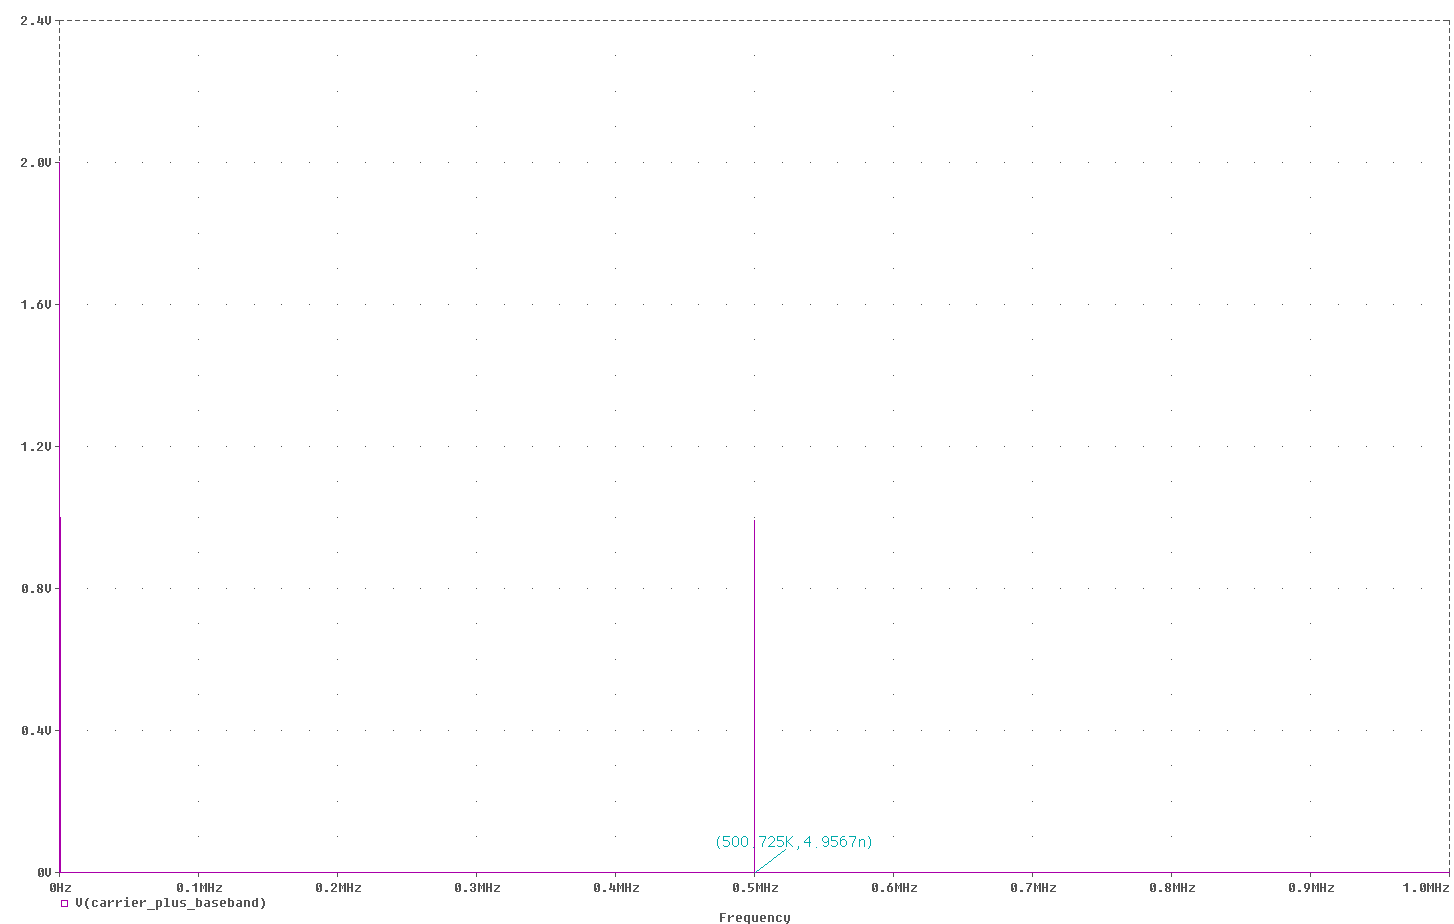 2.4V
2.0V
1.6V
1.2V
0.8V
0.4V
(500.725K,4.9567n)
0V
0Hz 0.1MHz 0.2MHz 0.3MHz 0.4MHz 0.5MHz 0.6MHz 0.7MHz 0.8MHz 0.9MHz 1.0MHz
V(carrier_plus_baseband)
Frequency